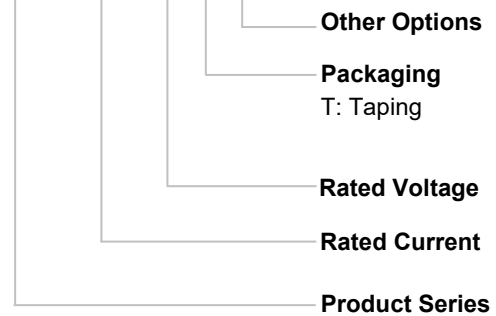 Other Options
Packaging
T: Taping
Rated Voltage
Rated Current
Product Series